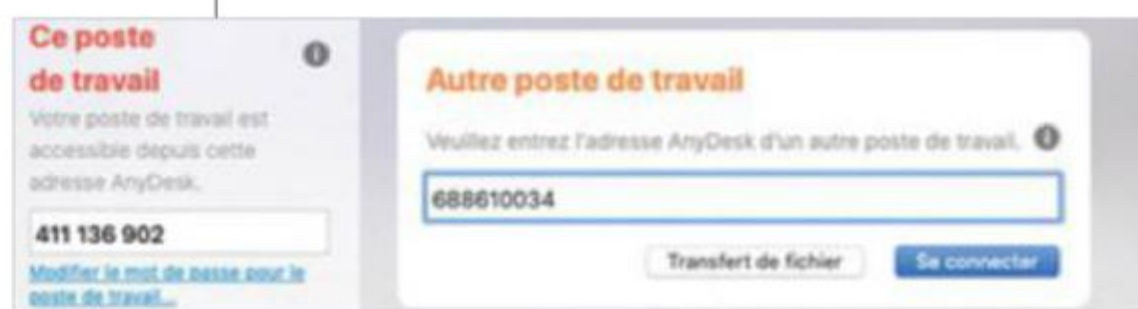 Ce poste
de travail
Votre poste de travail est
accessible depuis cette
adresse AnyDesk.
411 136 902
Modifier le mot de passe pour le
poste de travail...
Autre poste de travail
Veuillez entrez l'adresse AnyDesk d'un autre poste de travail.
688610034
Transfert de fichier
Se connecter